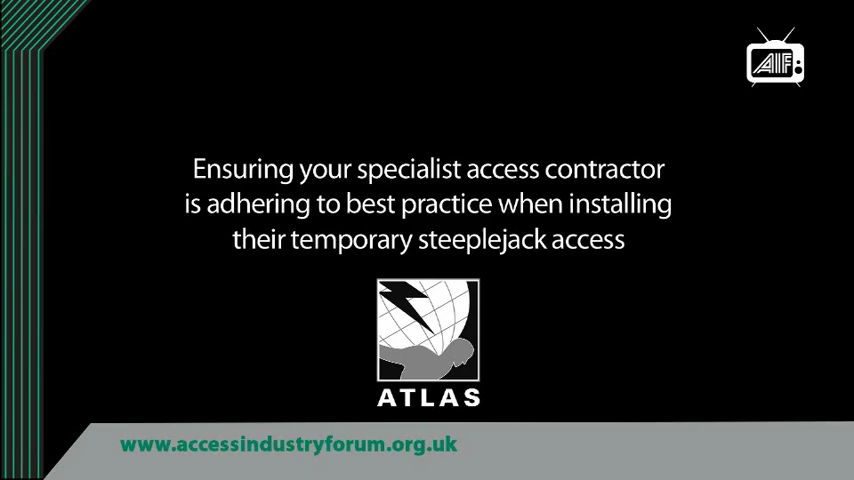 AIF
Ensuring your specialist access contractor
is adhering to best practice when installing
their temporary steeplejack access
ATLAS
www.accessindustryforum.org.uk